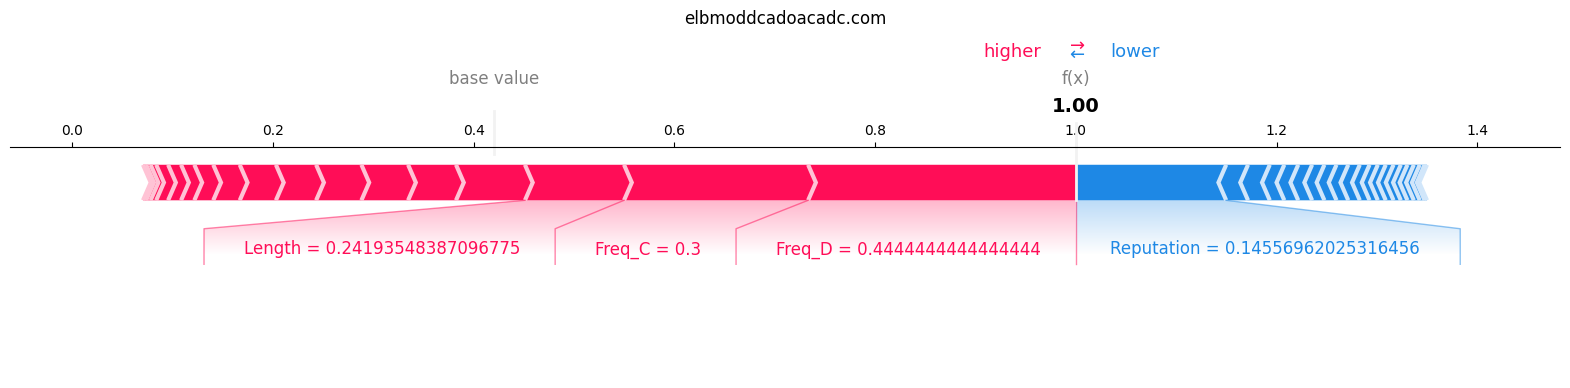 elbmoddcadoacadc.com
higher → ← lower
base value f(x)
1.00
0.0 0.2 0.4 0.6 0.8 1.0 1.2 1.4
Length = 0.24193548387096775 Freq_C = 0.3 Freq_D = 0.4444444444444444 Reputation = 0.14556962025316456